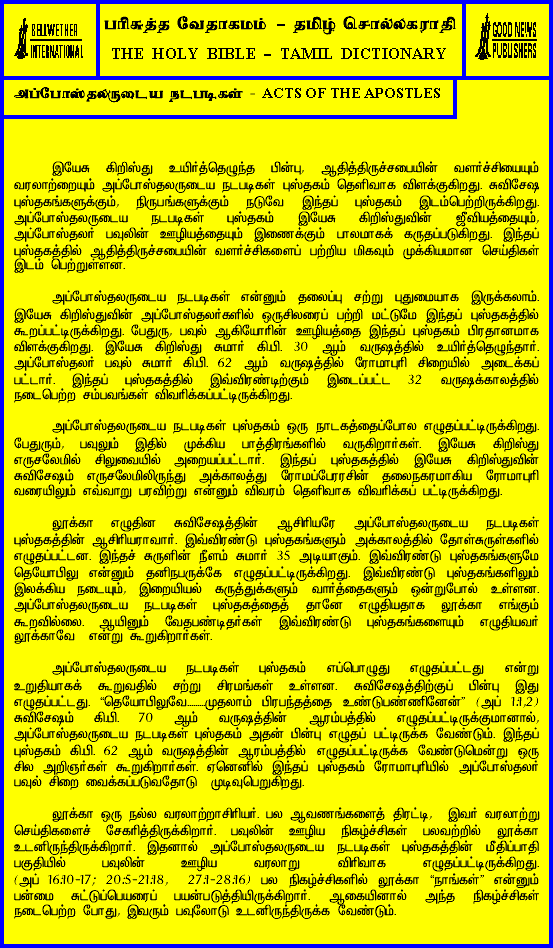 BELLWETHER
INTERNATIONAL
பரிசுத்த வேதாகமம் – தமிழ் சொல்லகராதி
THE HOLY BIBLE – TAMIL DICTIONARY
GOOD NEWS
PUBLISHERS
அப்போஸ்தலருடைய நடபடிகள் - ACTS OF THE APOSTLES
இயேசு கிறிஸ்து உயிர்த்தெழுந்த பின்பு, ஆதித்திருச்சபையின் வளர்ச்சியையும்
வரலாற்றையும் அப்போஸ்தலருடைய நடபடிகள் புஸ்தகம் தெளிவாக விளக்குகிறது. சுவிசேஷ
புஸ்தகங்களுக்கும், நிருபங்களுக்கும் நடுவே இந்தப் புஸ்தகம் இடம்பெற்றிருக்கிறது.
அப்போஸ்தலருடைய நடபடிகள் புஸ்தகம் இயேசு கிறிஸ்துவின் ஜீவியத்தையும்,
அப்போஸ்தலர் பவுலின் ஊழியத்தையும் இணைக்கும் பாலமாகக் கருதப்படுகிறது. இந்தப்
புஸ்தகத்தில் ஆதித்திருச்சபையின் வளர்ச்சிகளைப் பற்றிய மிகவும் முக்கியமான செய்திகள்
இடம் பெற்றுள்ளன.
அப்போஸ்தலருடைய நடபடிகள் என்னும் தலைப்பு சற்று புதுமையாக இருக்கலாம்.
இயேசு கிறிஸ்துவின் அப்போஸ்தலர்களில் ஒருசிலரைப் பற்றி மட்டுமே இந்தப் புஸ்தகத்தில்
கூறப்பட்டிருக்கிறது. பேதுரு, பவுல் ஆகியோரின் ஊழியத்தை இந்தப் புஸ்தகம் பிரதானமாக
விளக்குகிறது. இயேசு கிறிஸ்து சுமார் கி.பி. 30 ஆம் வருஷத்தில் உயிர்த்தெழுந்தார்.
அப்போஸ்தலர் பவுல் சுமார் கி.பி. 62 ஆம் வருஷத்தில் ரோமாபுரி சிறையில் அடைக்கப்
பட்டார். இந்தப் புஸ்தகத்தில் இவ்விரண்டிற்கும் இடைப்பட்ட 32 வருஷக்காலத்தில்
நடைபெற்ற சம்பவங்கள் விவரிக்கப்பட்டிருக்கிறது.
அப்போஸ்தலருடைய நடபடிகள் புஸ்தகம் ஒரு நாடகத்தைப்போல எழுதப்பட்டிருக்கிறது.
பேதுரும், பவுலும் இதில் முக்கிய பாத்திரங்களில் வருகிறார்கள். இயேசு கிறிஸ்து
எருசலேமில் சிலுவையில் அறையப்பட்டார். இந்தப் புஸ்தகத்தில் இயேசு கிறிஸ்துவின்
சுவிசேஷம் எருசலேமிலிருந்து அக்காலத்து ரோமப்பேரரசின் தலைநகரமாகிய ரோமாபுரி
வரையிலும் எவ்வாறு பரவிற்று என்னும் விவரம் தெளிவாக விவரிக்கப் பட்டிருக்கிறது.
லூக்கா எழுதின சுவிசேஷத்தின் ஆசிரியரே அப்போஸ்தலருடைய நடபடிகள்
புஸ்தகத்தின் ஆசிரியராவார். இவ்விரண்டு புஸ்தகங்களும் அக்காலத்தில் தோள்சுருள்களில்
எழுதப்பட்டன. இந்தச் சுருளின் நீளம் சுமார் 35 அடியாகும். இவ்விரண்டு புஸ்தகங்களுமே
தெயோபிலு என்னும் தனிநபருக்கே எழுதப்பட்டிருக்கிறது. இவ்விரண்டு புஸ்தகங்களிலும்
இலக்கிய நடையும், இறையியல் கருத்துக்களும் வார்த்தைகளும் ஒன்றுபோல் உள்ளன.
அப்போஸ்தலருடைய நடபடிகள் புஸ்தகத்தைத் தானே எழுதியதாக லூக்கா எங்கும்
கூறவில்லை. ஆயினும் வேதபண்டிதர்கள் இவ்விரண்டு புஸ்தகங்களையும் எழுதியவர்
லூக்காவே என்று கூறுகிறார்கள்.
அப்போஸ்தலருடைய நடபடிகள் புஸ்தகம் எப்பொழுது எழுதப்பட்டது என்று
உறுதியாகக் கூறுவதில் சற்று சிரமங்கள் உள்ளன. சுவிசேஷத்திற்குப் பின்பு இது
எழுதப்பட்டது. "தெயோபிலுவே.........முதலாம் பிரபந்தத்தை உண்டுபண்ணினேன்" (அப் 1:1,2)
சுவிசேஷம் கி.பி. 70 ஆம் வருஷத்தின் ஆரம்பத்தில் எழுதப்பட்டிருக்குமானால்,
அப்போஸ்தலருடைய நடபடிகள் புஸ்தகம் அதன் பின்பு எழுதப் பட்டிருக்க வேண்டும். இந்தப்
புஸ்தகம் கி.பி. 62 ஆம் வருஷத்தின் ஆரம்பத்தில் எழுதப்பட்டிருக்க வேண்டுமென்று ஒரு
சில அறிஞர்கள் கூறுகிறார்கள். ஏனெனில் இந்தப் புஸ்தகம் ரோமாபுரியில் அப்போஸ்தலர்
பவுல் சிறை வைக்கப்படுவதோடு முடிவுபெறுகிறது.
லூக்கா ஒரு நல்ல வரலாற்றாசிரியர். பல ஆவணங்களைத் திரட்டி, இவர் வரலாற்று
செய்திகளைச் சேகரித்திருக்கிறார். பவுலின் ஊழிய நிகழ்ச்சிகள் பலவற்றில் லூக்கா
உடனிருந்திருக்கிறார். இதனால் அப்போஸ்தலருடைய நடபடிகள் புஸ்தகத்தின் மீதிப்பாதி
பகுதியில் பவுலின் ஊழிய வரலாறு விரிவாக எழுதப்பட்டிருக்கிறது.
(அப் 16:10-17; 20:5-21:18, 27:1-28:16) பல நிகழ்ச்சிகளில் லூக்கா "நாங்கள்" என்னும்
பன்மை சுட்டுப்பெயரைப் பயன்படுத்தியிருக்கிறார். ஆகையினால் அந்த நிகழ்ச்சிகள்
நடைபெற்ற போது, இவரும் பவுலோடு உடனிருந்திருக்க வேண்டும்.